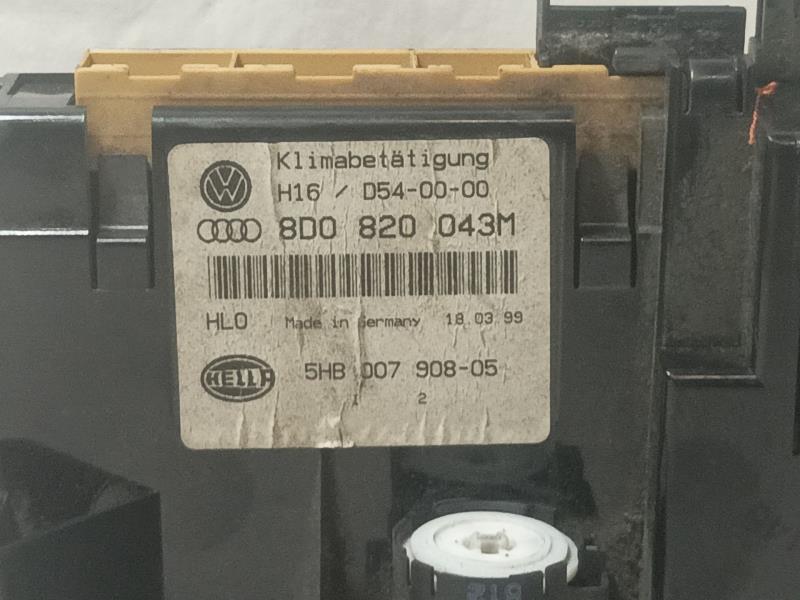 Klimabetätigung
H16 / D54-00-00
8D0 820 043M
HLO Made in Germany 18.03.99
HELLA 5HB 007 908-05
1 2